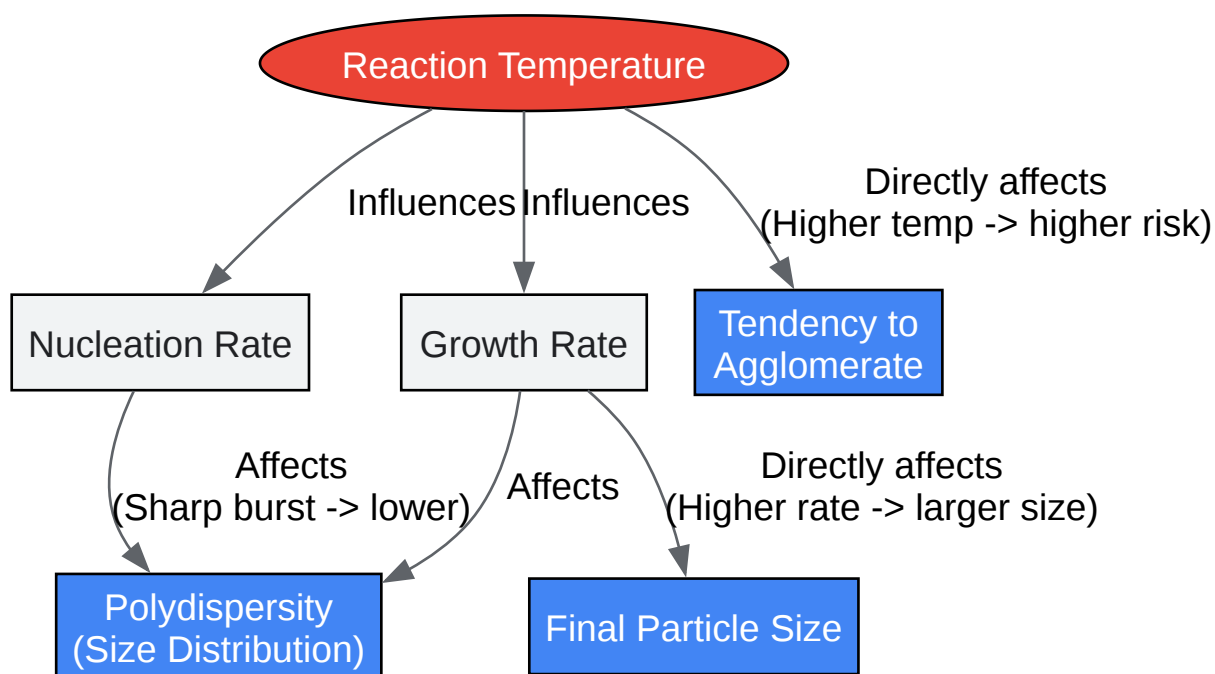 Reaction Temperature
Influences
Influences
Directly affects
(Higher temp -> higher risk)
Nucleation Rate
Growth Rate
Tendency to
Agglomerate
Affects
(Sharp burst -> lower)
Affects
Directly affects
(Higher rate -> larger size)
Polydispersity
(Size Distribution)
Final Particle Size